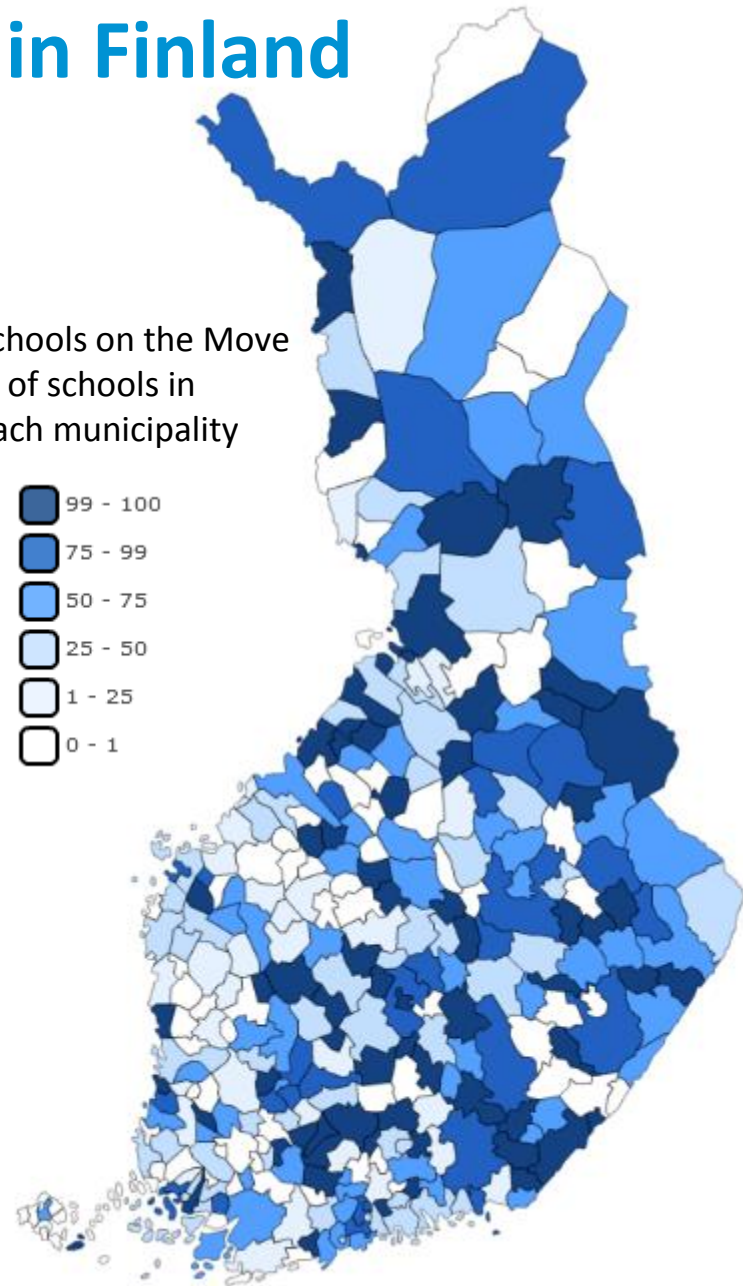 in Finland
chools on the Move
of schools in
ach municipality
99 - 100
75 - 99
50 - 75
25 - 50
1 - 25
0 - 1